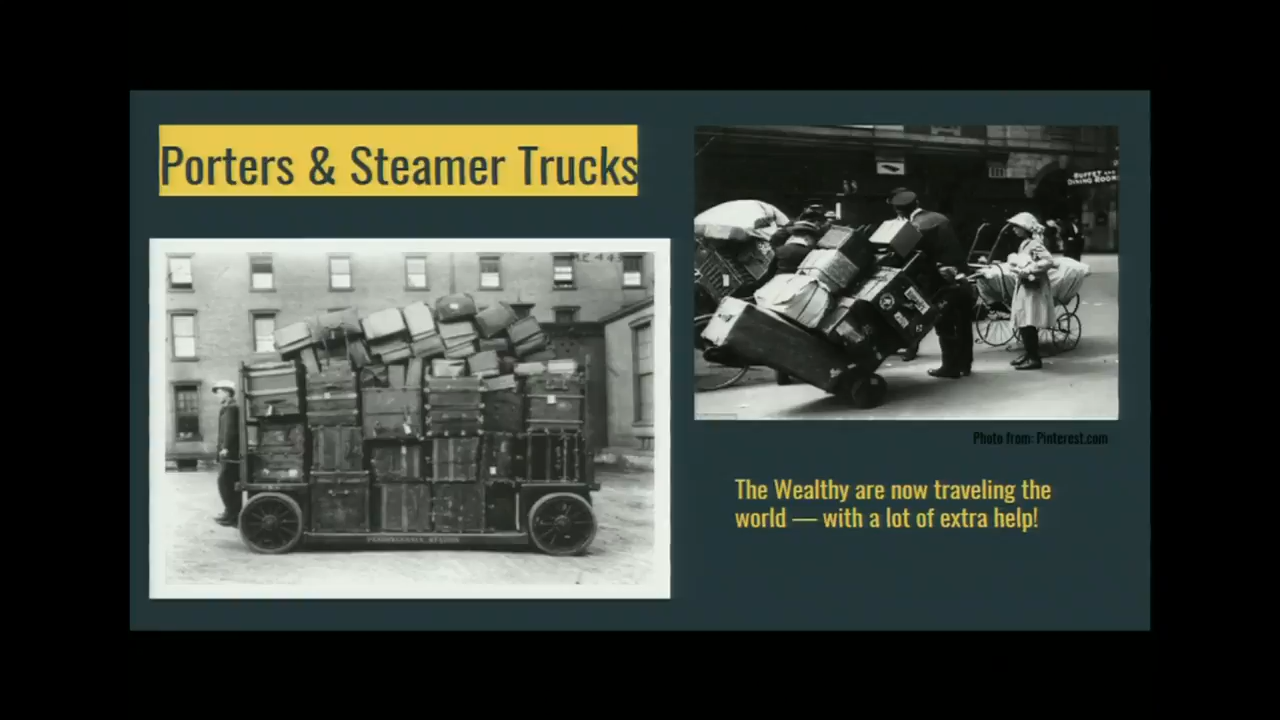 Porters & Steamer Trucks
BUFFET AND
DINING ROOM
Photo from: Pinterest.com
The Wealthy are now traveling the
world — with a lot of extra help!